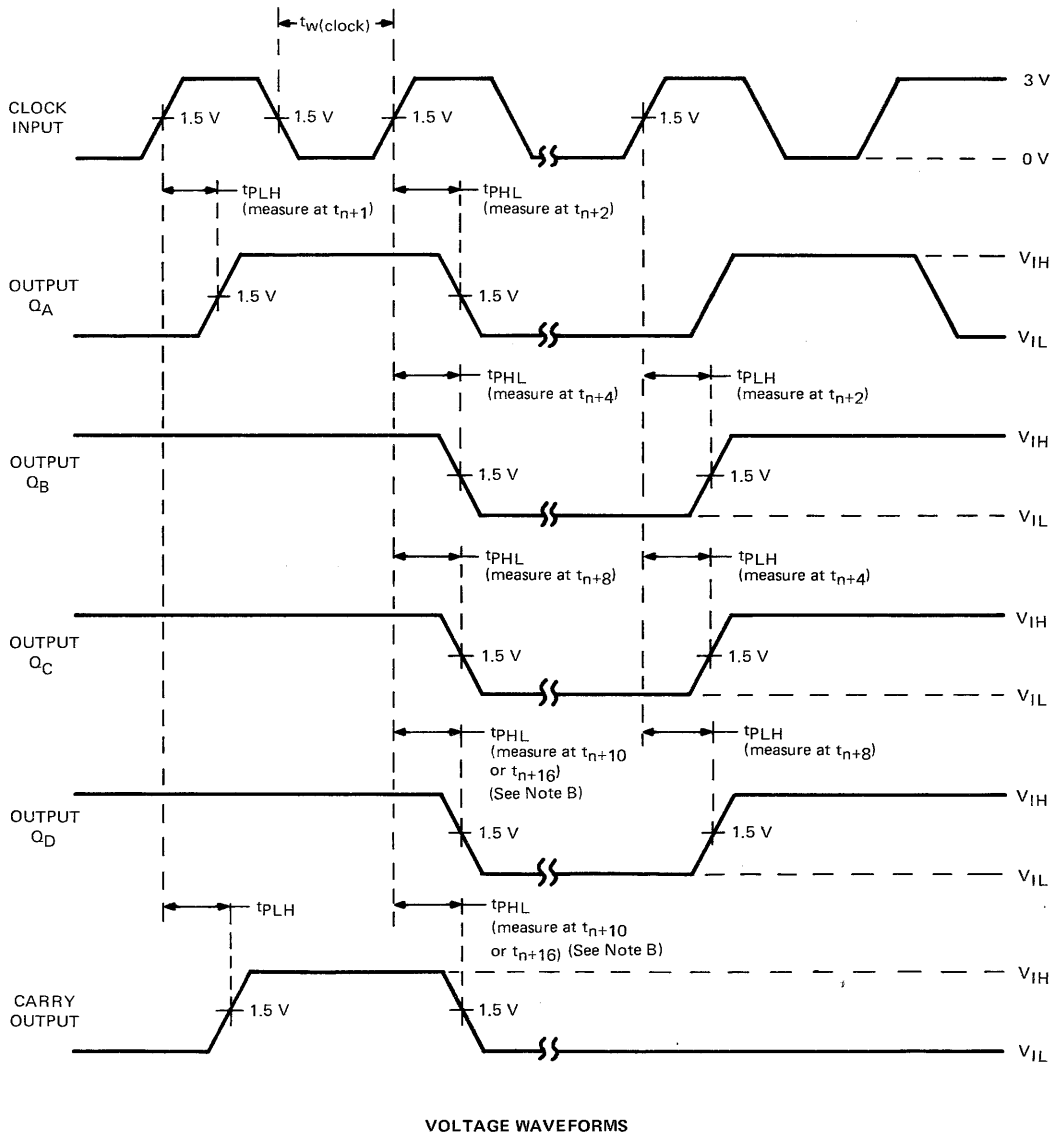 tw(clock)
3 V
CLOCK
INPUT
1.5 V
1.5 V
1.5 V
1.5 V
0 V
tPLH
(measure at tn+1)
tPHL
(measure at tn+2)
VIH
OUTPUT
QA
1.5 V
1.5 V
VIL
tPHL
(measure at tn+4)
tPLH
(measure at tn+2)
VIH
OUTPUT
QB
1.5 V
1.5 V
VIL
tPHL
(measure at tn+8)
tPLH
(measure at tn+4)
VIH
OUTPUT
QC
1.5 V
1.5 V
VIL
tPHL
(measure at tn+10
or tn+16)
(See Note B)
tPLH
(measure at tn+8)
VIH
OUTPUT
QD
1.5 V
1.5 V
VIL
tPLH
tPHL
(measure at tn+10
or tn+16) (See Note B)
VIH
CARRY
OUTPUT
1.5 V
1.5 V
VIL
VOLTAGE WAVEFORMS